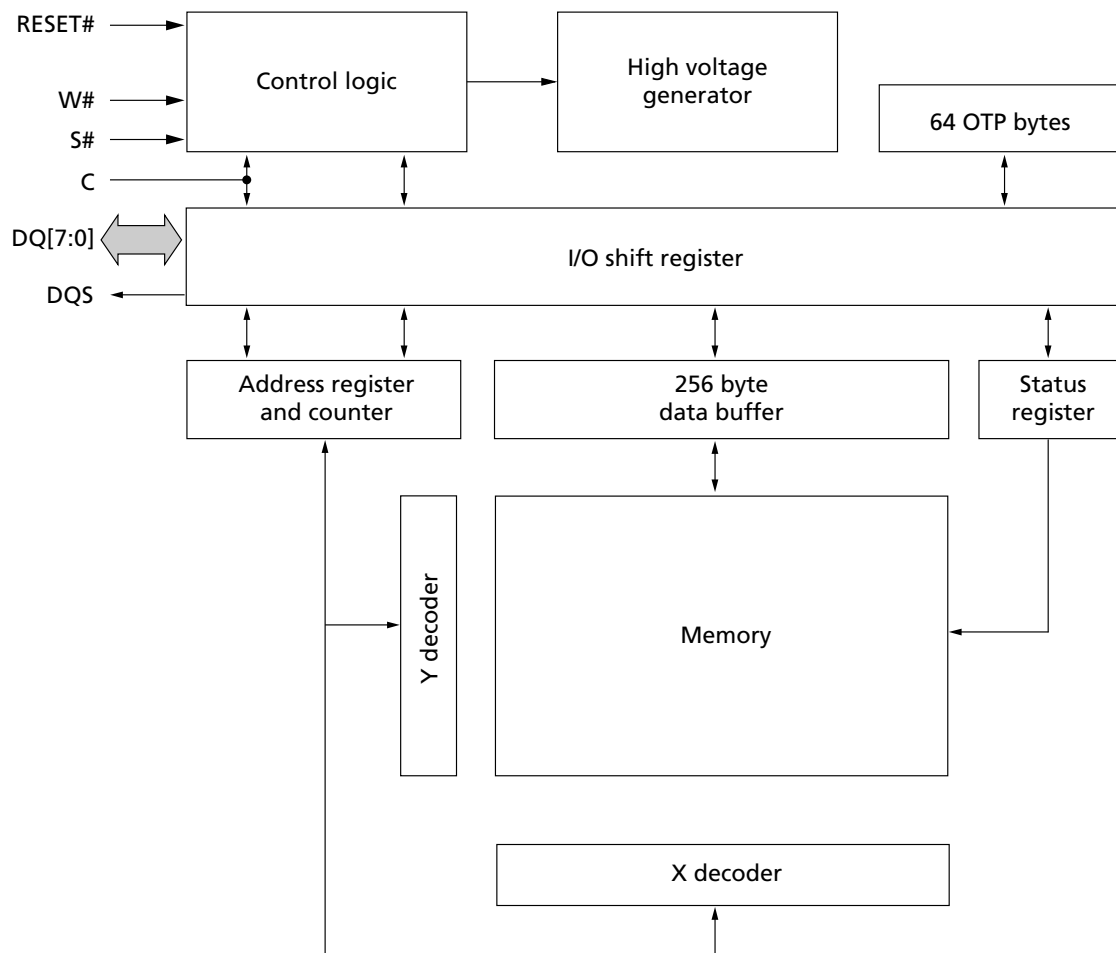 RESET#
Control logic
High voltage
generator
W#
64 OTP bytes
S#
C
DQ[7:0]
I/O shift register
DQS
Address register
and counter
256 byte
data buffer
Status
register
Y decoder
Memory
X decoder